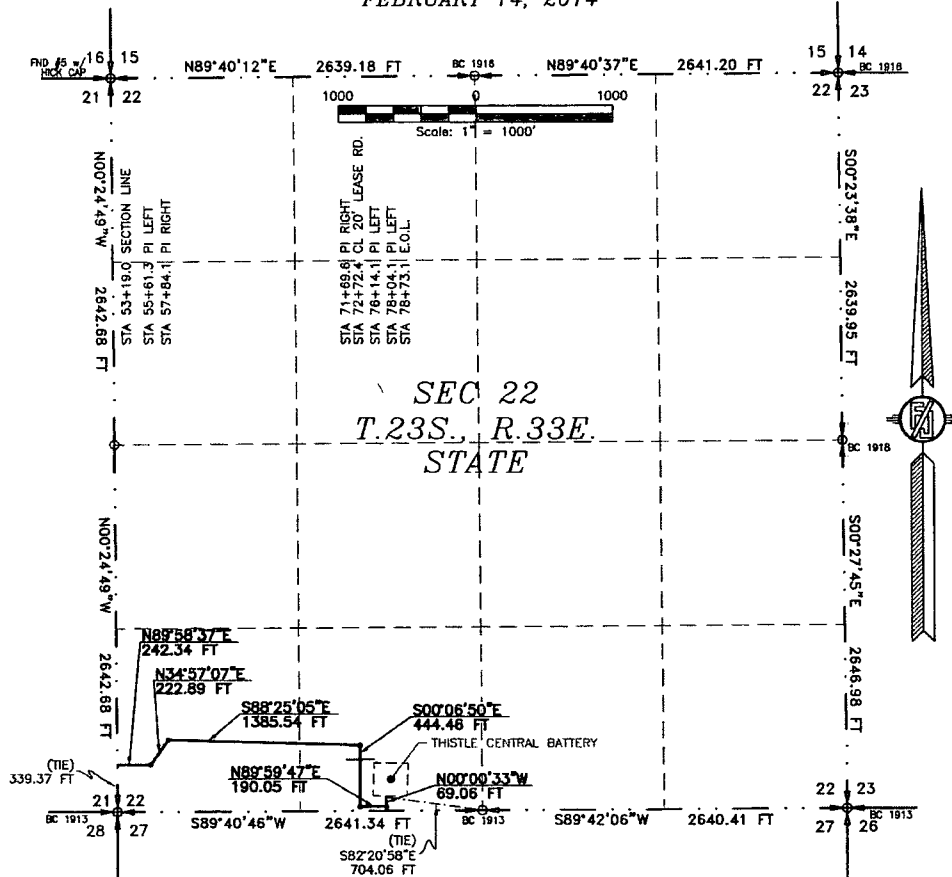 FEBRUARY 14, 2014
FND #5 w/
HICK CAP
16 15
21 22
N89°40'12"E 2639.18 FT
BC 1916
N89°40'37"E 2641.20 FT
15 14
22 23
BC 1916
1000 0 1000
Scale: 1" = 1000'
N00°24'49"W 2642.68 FT
STA 53+19.0 SECTION LINE
STA 55+61.3 PI LEFT
STA 57+84.1 PI RIGHT
STA 71+69.6 PI RIGHT
STA 72+72.4 CL 20' LEASE RD.
STA 76+14.1 PI LEFT
STA 78+04.1 PI LEFT
STA 78+73.1 E.O.L.
S00°23'38"E 2639.95 FT
SEC 22
T.23S., R.33E.
STATE
BC 1918
N00°24'49"W 2642.68 FT
S00°27'45"E 2646.98 FT
N89°58'37"E
242.34 FT
N34°57'07"E
222.89 FT
S88°25'05"E
1385.54 FT
S00°06'50"E
444.46 FT
THISTLE CENTRAL BATTERY
N89°59'47"E
190.05 FT
N00°00'33"W
69.06 FT
(TIE)
339.37 FT
21 22
BC 1913
28 27
S89°40'46"W 2641.34 FT
BC 1913
S89°42'06"W 2640.41 FT
22 23
BC 1913
27 26
(TIE)
S82°20'58"E
704.06 FT